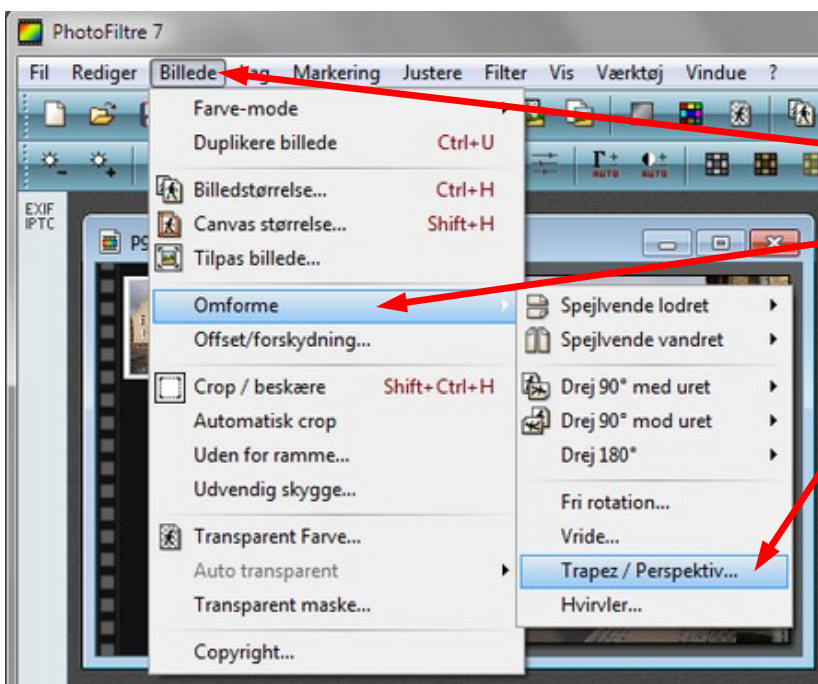 PhotoFiltre 7
Fil Rediger Billede Markering Justere Filter Vis Værktøj Vindue ?
Farve-mode
Duplikere billede Ctrl+U
AUTO AUTO
Billedstørrelse... Ctrl+H
Canvas størrelse... Shift+H
Tilpas billede...
EXIF
IPTC
P9
Omforme
Offset/forskydning...
Crop / beskære Shift+Ctrl+H
Automatisk crop
Uden for ramme...
Udvendig skygge...
Transparent Farve...
Auto transparent
Transparent maske...
Copyright...
Spejlvende lodret
Spejlvende vandret
Drej 90° med uret
Drej 90° mod uret
Drej 180°
Fri rotation...
Vride...
Trapez / Perspektiv...
Hvirvler...